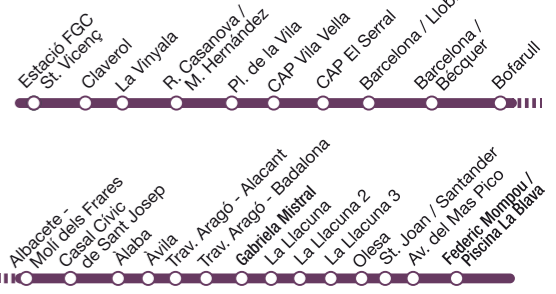 Estació FGC
St. Vicenç
Claverol
La Vinyala
R. Casanova /
M. Hernández
Pl. de la Vila
CAP Vila Vella
CAP El Serral
Barcelona /
Barcelona /
Bécquer
Bofarull
Albacete -
Molí dels Frares
Casal Cívic
de Sant Josep
Àlaba
Àvila
Trav. Aragó - Alacant
Trav. Aragó - Badalona
Gabriela Mistral
La Llacuna
La Llacuna 2
La Llacuna 3
Olesa
St. Joan / Santander
Av. del Mas Pico
Federic Mompou /
Piscina La Blava